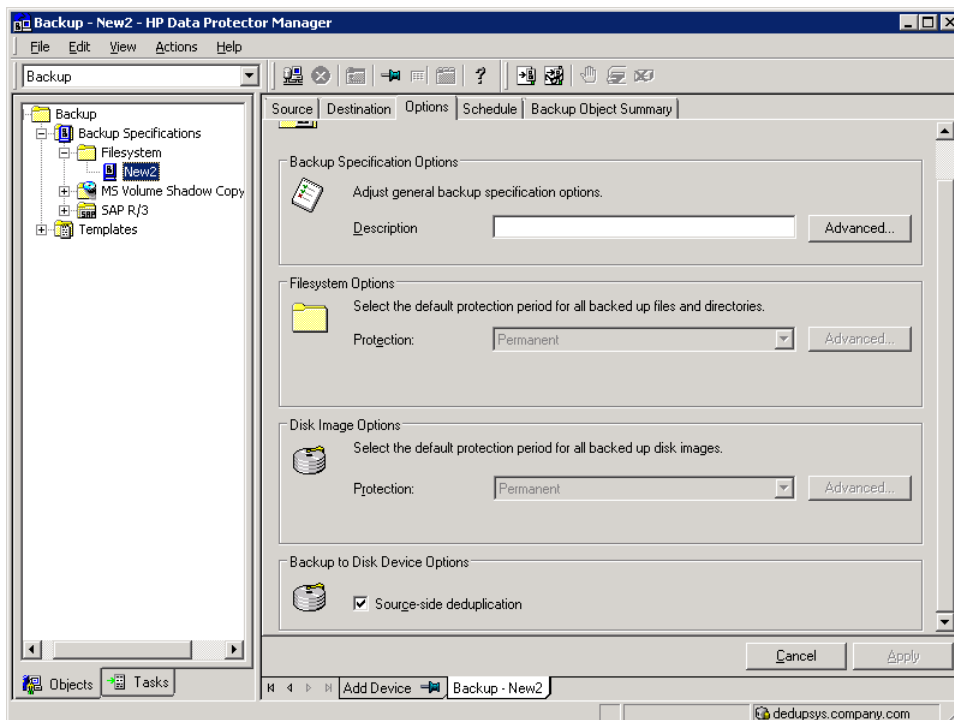 Backup - New2 - HP Data Protector Manager
File Edit View Actions Help
Backup
Backup
Backup Specifications
Filesystem
New2
MS Volume Shadow Copy
SAP R/3
Templates
Objects Tasks
Source Destination Options Schedule Backup Object Summary
Backup Specification Options
Adjust general backup specification options.
Description Advanced...
Filesystem Options
Select the default protection period for all backed up files and directories.
Protection: Permanent Advanced...
Disk Image Options
Select the default protection period for all backed up disk images.
Protection: Permanent Advanced...
Backup to Disk Device Options
Source-side deduplication
Cancel Apply
Add Device Backup - New2
dedupsys.company.com